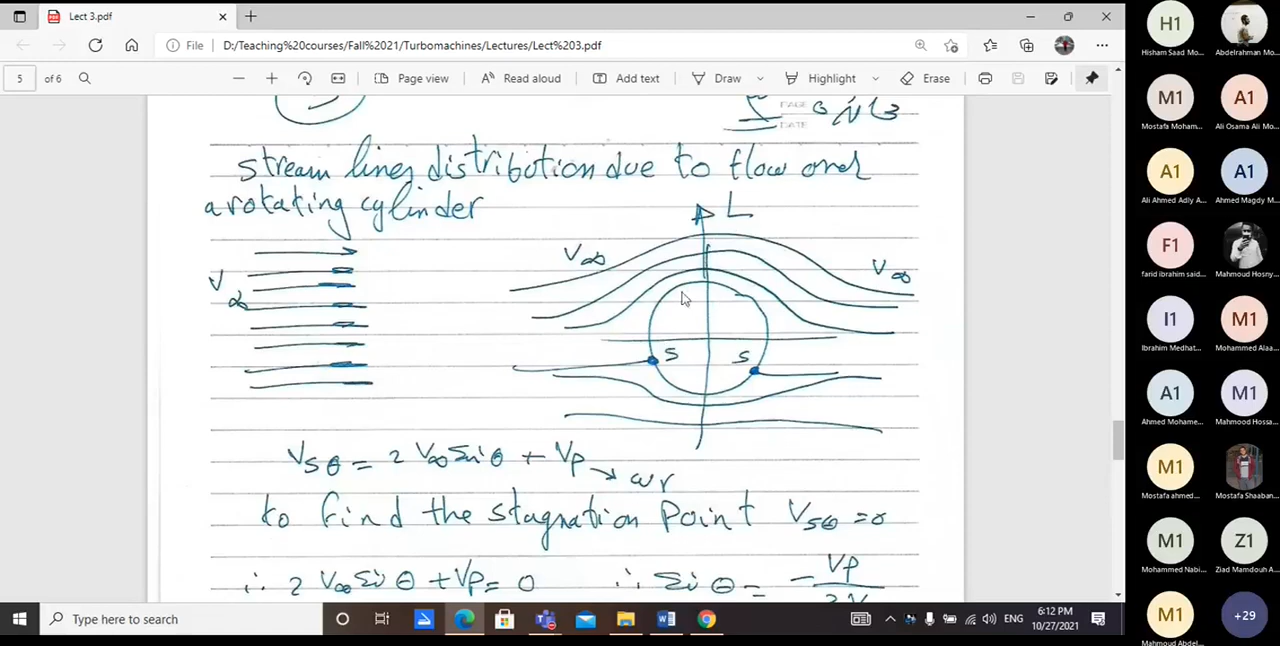 Lect 3.pdf
File
D:/Teaching%20courses/Fall%2021/Turbomachines/Lectures/Lect%203.pdf
5 of 6
Page view
Read aloud
Add text
Draw
Highlight
Erase
PAGE
DATE
stream lines distribution due to flow over
a rotating cylinder
L
V∞
V∞
V∞
S
S
Vsθ = 2 V∞ Sin θ + Vp → ωr
to find the stagnation point Vsθ = 0
∴ 2 V∞ Sin θ + Vp = 0 ∴ Sin θ = -Vp
2V
Type here to search
ENG
6:12 PM
10/27/2021
H1
Hisham Saad Mo...
Abdelrahman Mo...
M1
Mostafa Moham...
A1
Ali Osama Ali Mo...
A1
Ali Ahmed Adly A...
A1
Ahmed Magdy M...
F1
farid ibrahim said...
Mahmoud Hosny...
I1
Ibrahim Medhat...
M1
Mohammed Alaa...
A1
Ahmed Mohame...
M1
Mahmood Hossa...
M1
Mostafa ahmed...
Mostafa Shaaban...
M1
Mohammed Nabi...
Z1
Ziad Mamdouh A...
M1
Mahmoud Abdel...
+29